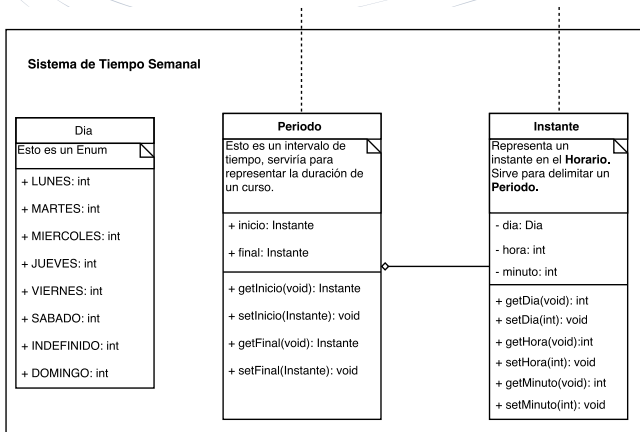 Sistema de Tiempo Semanal
Dia
Esto es un Enum
+ LUNES: int
+ MARTES: int
+ MIERCOLES: int
+ JUEVES: int
+ VIERNES: int
+ SABADO: int
+ INDEFINIDO: int
+ DOMINGO: int
Periodo
Esto es un intervalo de
tiempo, serviría para
representar la duración de
un curso.
+ inicio: Instante
+ final: Instante
+ getInicio(void): Instante
+ setInicio(Instante): void
+ getFinal(void): Instante
+ setFinal(Instante): void
Instante
Representa un
instante en el Horario.
Sirve para delimitar un
Periodo.
- dia: Dia
- hora: int
- minuto: int
+ getDia(void): int
+ setDia(int): void
+ getHora(void):int
+ setHora(int): void
+ getMinuto(void): int
+ setMinuto(int): void